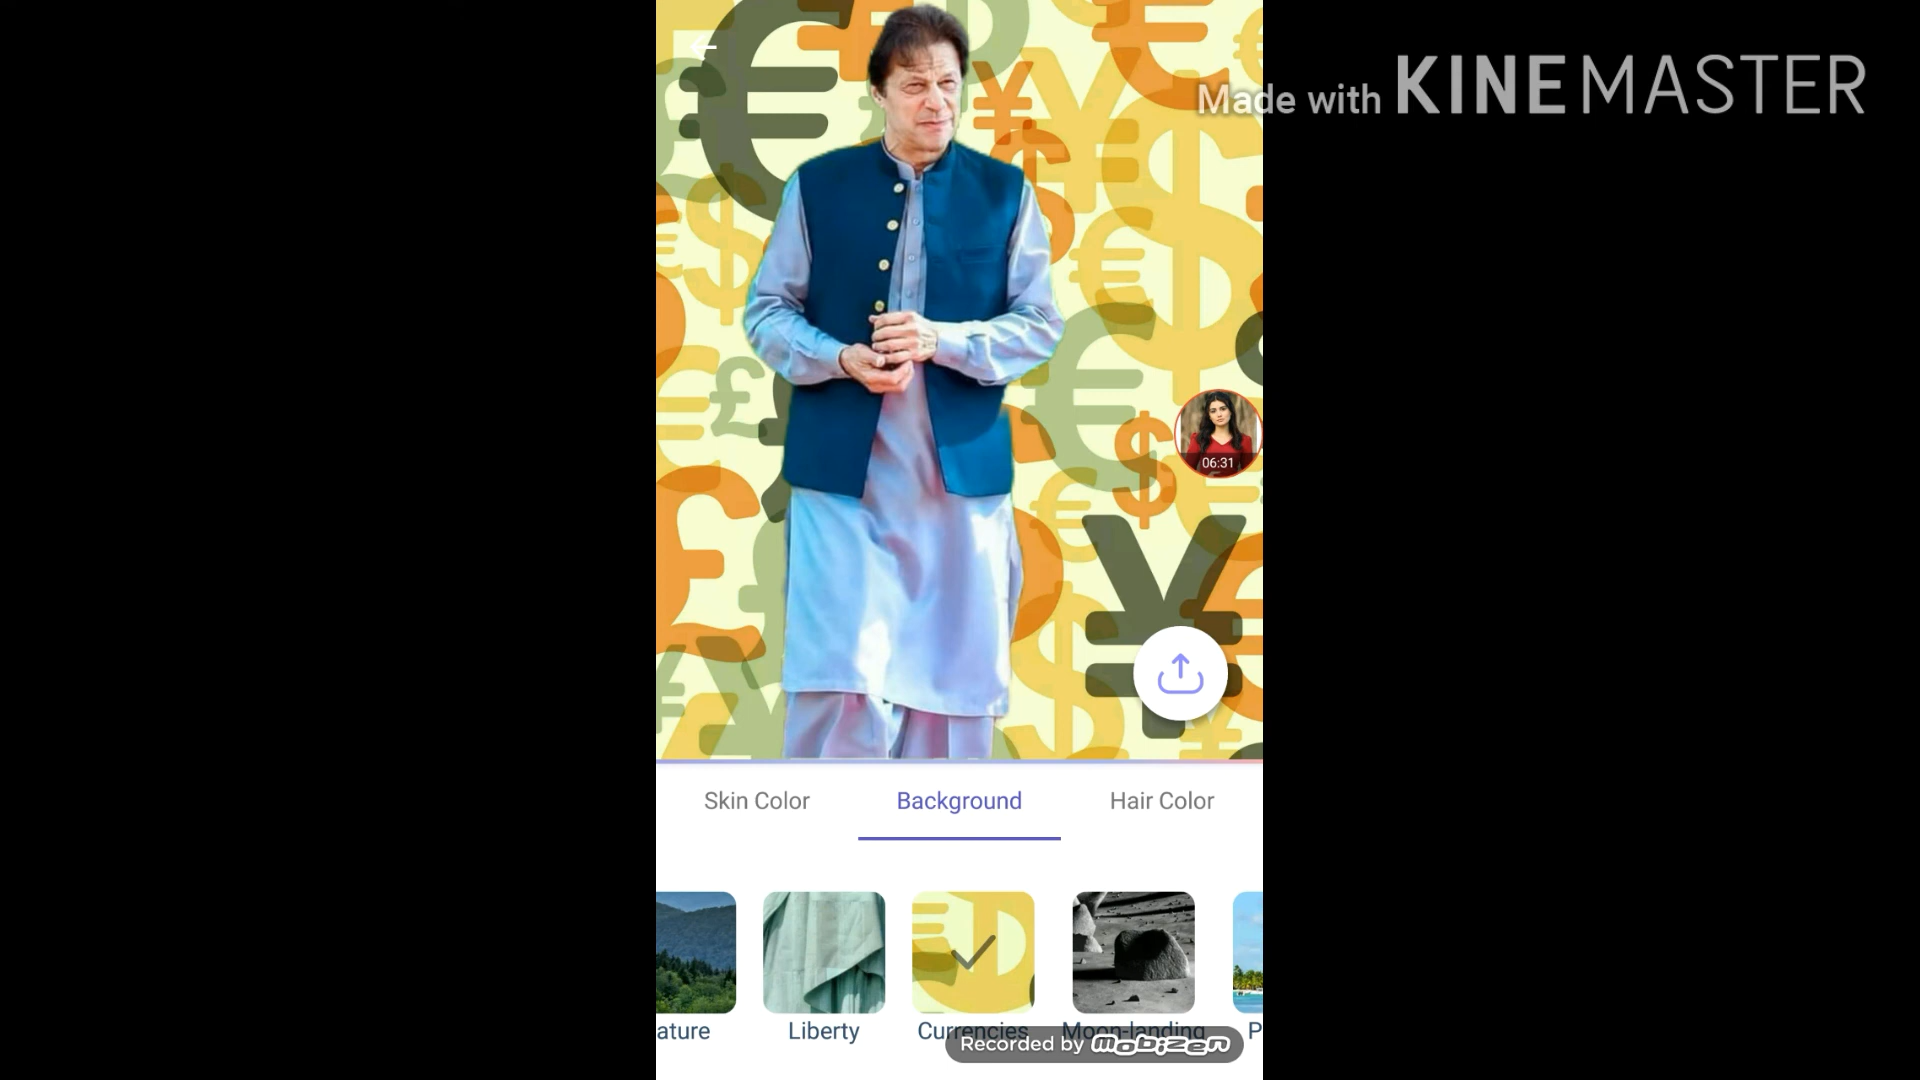 Made with KINEMASTER
06:31
Skin Color
Background
Hair Color
ature
Liberty
Currencies
Moon-landing
P
Recorded by mobizen